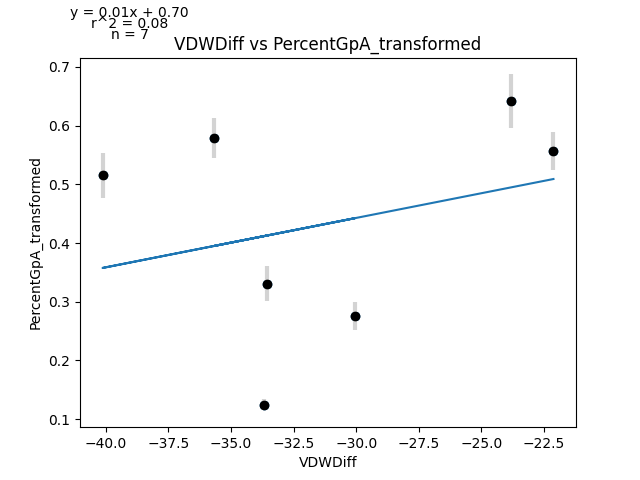 y = 0.01x + 0.70
r^2 = 0.08
n = 7
VDWDiff vs PercentGpA_transformed
PercentGpA_transformed
0.7
0.6
0.5
0.4
0.3
0.2
0.1
−40.0 −37.5 −35.0 −32.5 −30.0 −27.5 −25.0 −22.5
VDWDiff